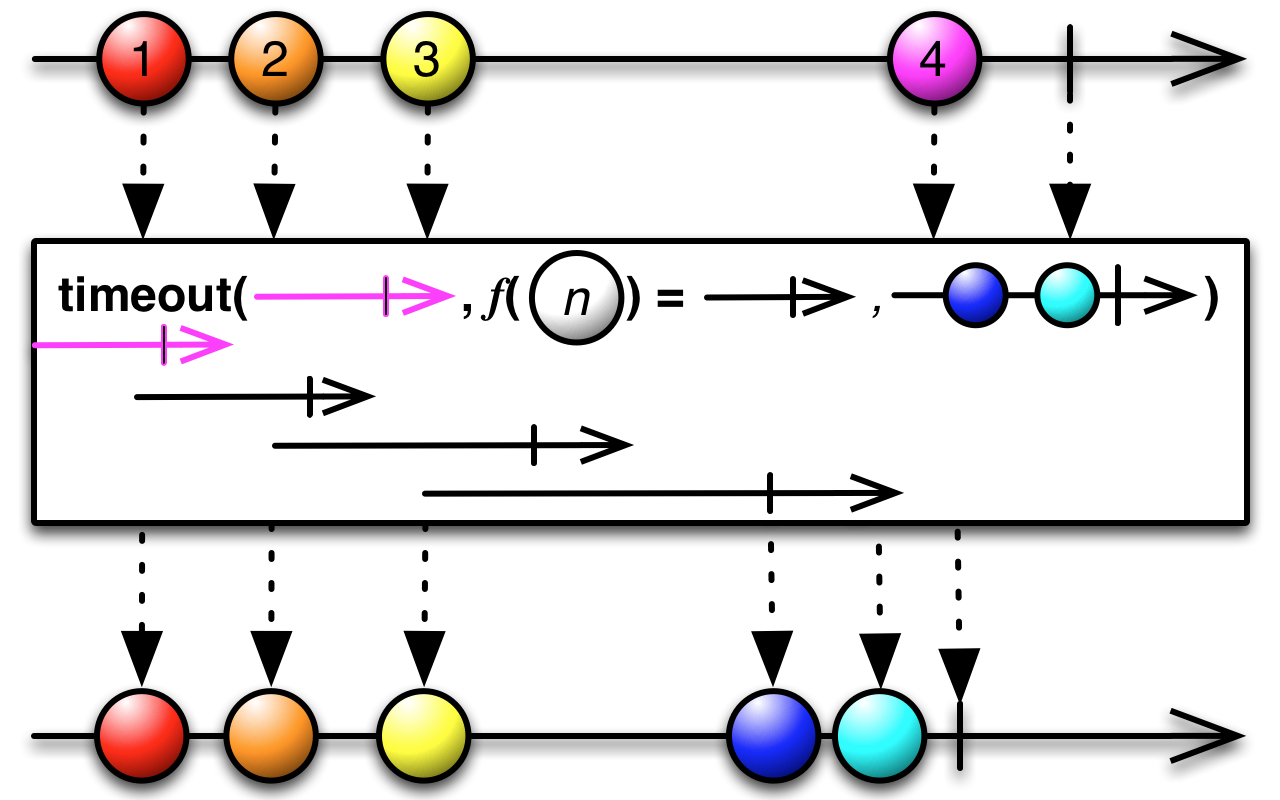 1 2 3 4
timeout( , f( n ) = , )